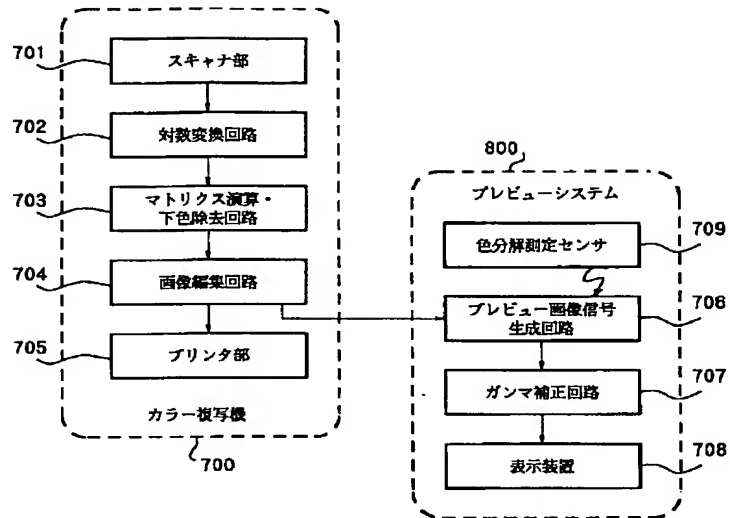 701
スキャナ部
702
対数変換回路
703
マトリクス演算・
下色除去回路
704
画像編集回路
705
プリンタ部
カラー複写機
700
800
プレビューシステム
色分解測定センサ
709
プレビュー画像信号
生成回路
706
ガンマ補正回路
707
表示装置
708